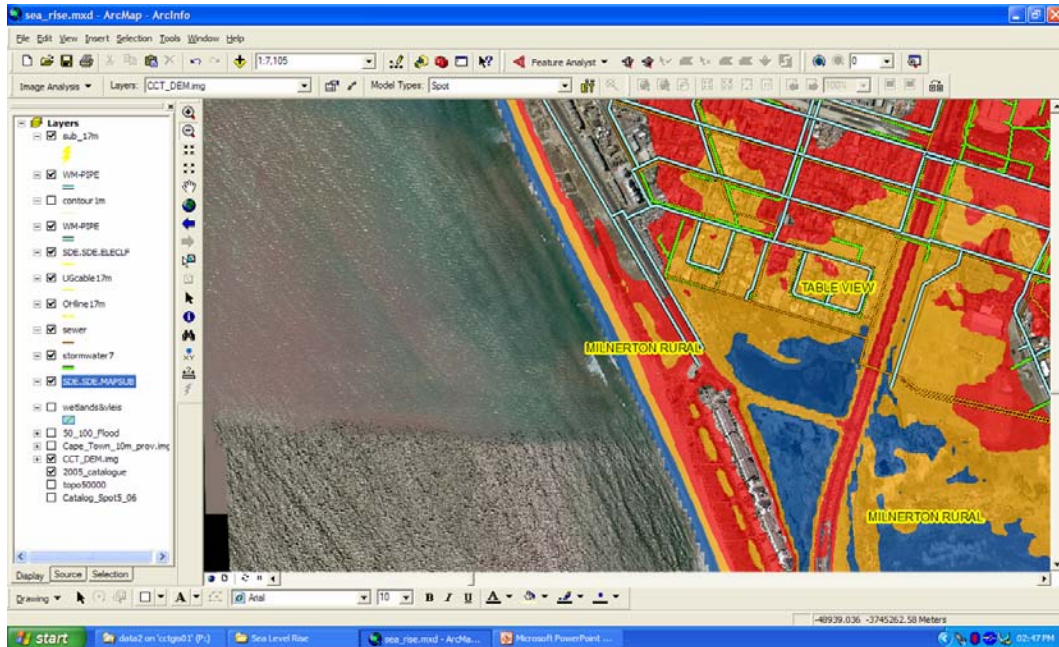 sea_rise.mxd - ArcMap - ArcInfo
File Edit View Insert Selection Tools Window Help
1:7,105 Feature Analyst 0
Image Analysis Layers: CCT_DEM.img Model Types: Spot 100%
Layers
sub_17m
WM-PIPE
contour1m
WM-PIPE
SDE.SDE.ELECLF
UGcable17m
OHline17m
sewer
stormwater7
SDE.SDE.MAPSUB
wetlands&vleis
50_100_Flood
Cape_Town_10m_prov.img
CCT_DEM.img
2005_catalogue
topo50000
Catalog_Spot5_06
TABLE VIEW
MILNERTON RURAL
MILNERTON RURAL
Display Source Selection
Drawing A Arial 10 B I U A
-48939.036 -3745262.58 Meters
start data2 on 'cctgis01' (P:) Sea Level Rise sea_rise.mxd - ArcMa... Microsoft PowerPoint ... 02:47 PM